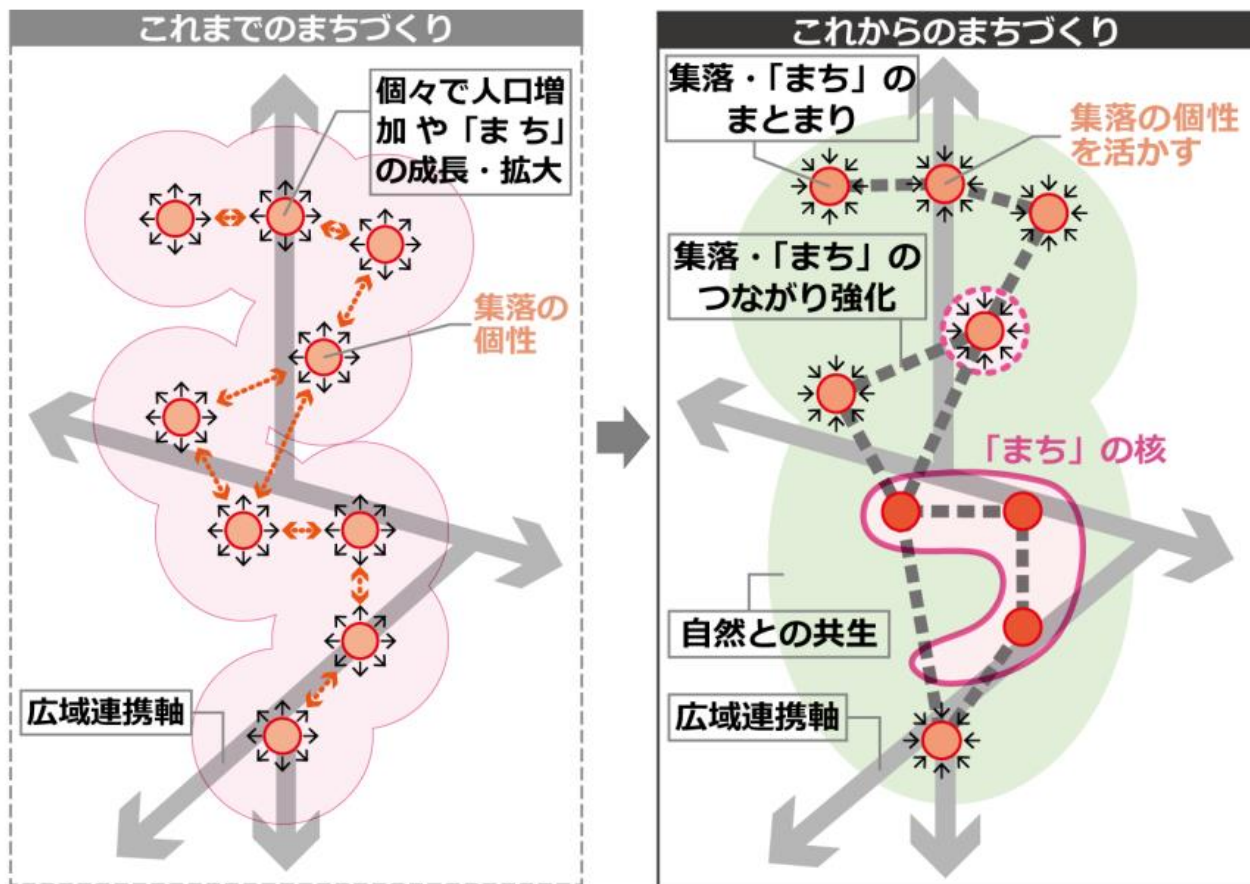 これまでのまちづくり
個々で人口増
加や「まち」
の成長・拡大
集落の
個性
広域連携軸
これからのまちづくり
集落・「まち」の
まとまり
集落の個性
を活かす
集落・「まち」の
つながり強化
「まち」の核
自然との共生
広域連携軸